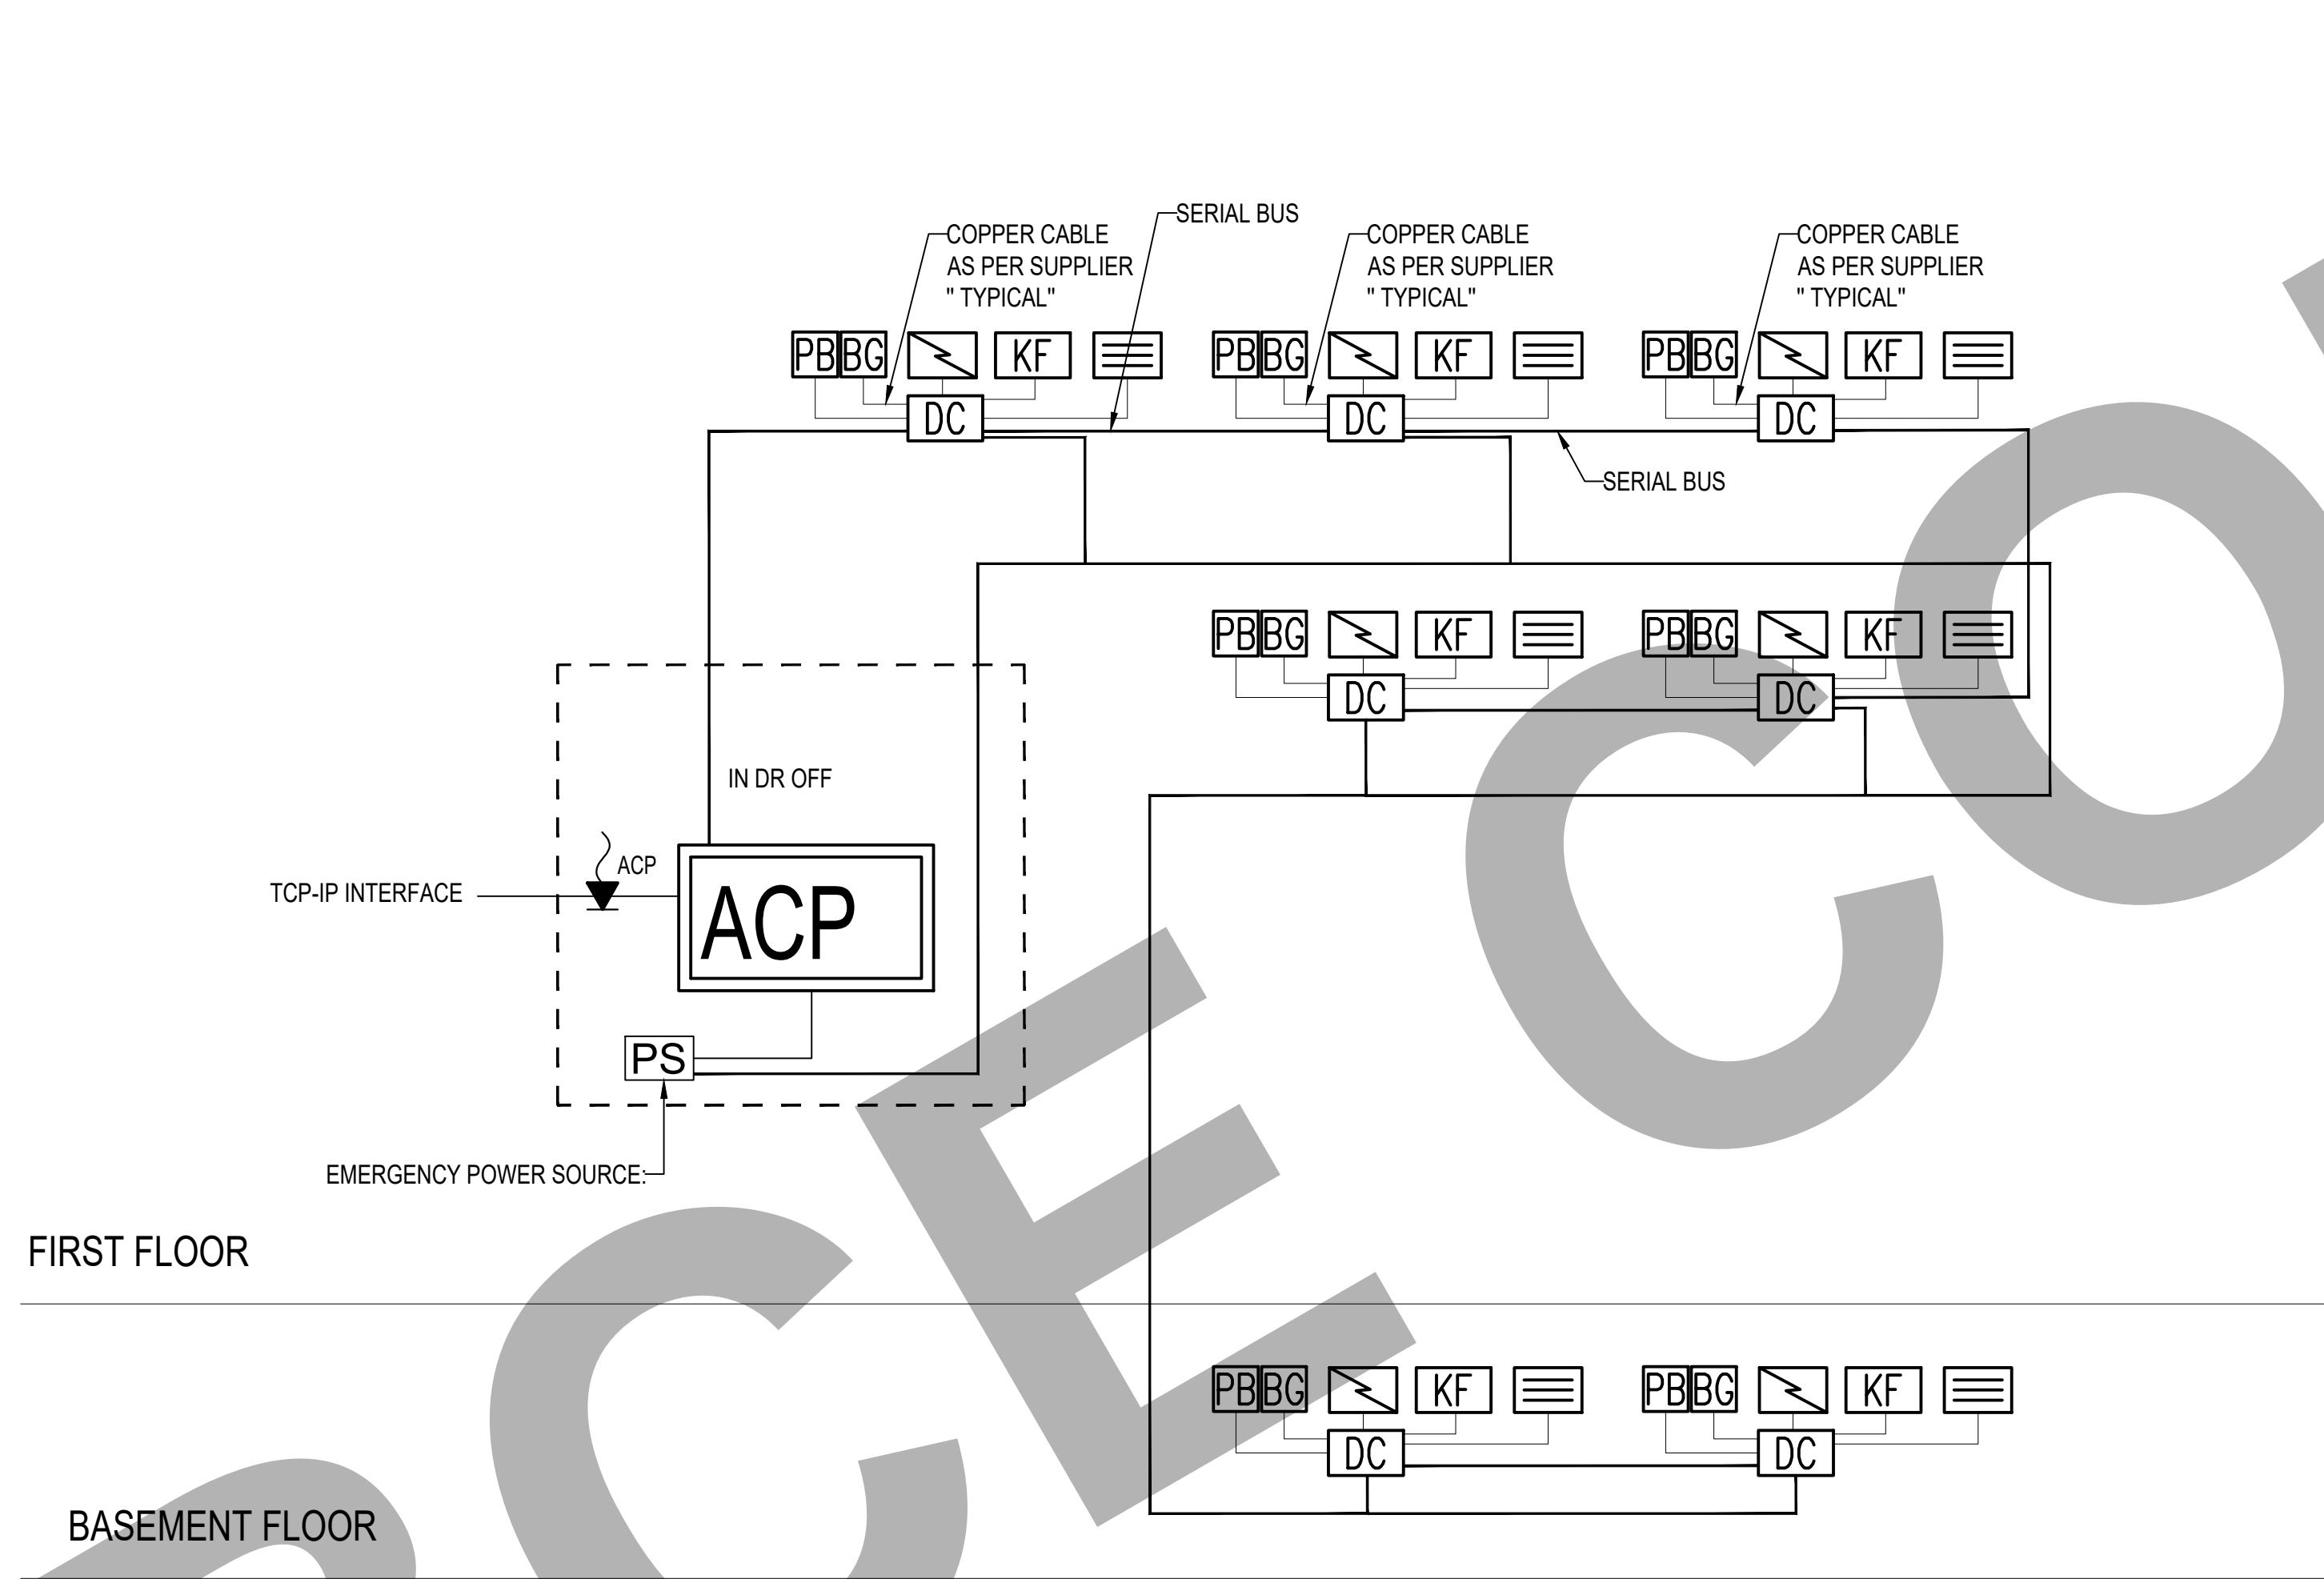 SERIAL BUS
COPPER CABLE
AS PER SUPPLIER
" TYPICAL"
COPPER CABLE
AS PER SUPPLIER
" TYPICAL"
COPPER CABLE
AS PER SUPPLIER
" TYPICAL"
PB BG KF
PB BG KF
PB BG KF
DC
DC
DC
SERIAL BUS
PB BG KF
PB BG KF
DC
DC
IN DR OFF
ACP
TCP-IP INTERFACE
ACP
PS
EMERGENCY POWER SOURCE:
FIRST FLOOR
PB BG KF
PB BG KF
DC
DC
BASEMENT FLOOR